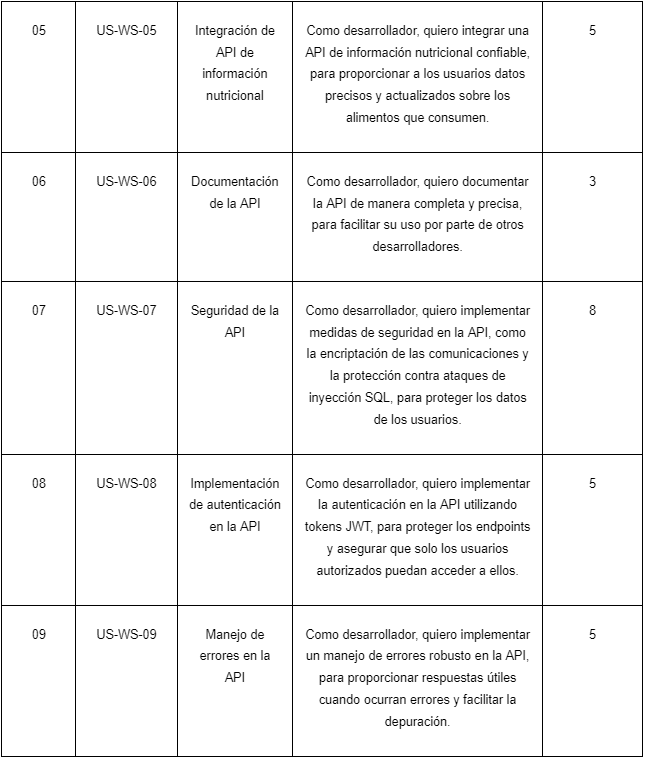 05
US-WS-05
Integración de
API de
información
nutricional
Como desarrollador, quiero integrar una
API de información nutricional confiable,
para proporcionar a los usuarios datos
precisos y actualizados sobre los
alimentos que consumen.
5
06
US-WS-06
Documentación
de la API
Como desarrollador, quiero documentar
la API de manera completa y precisa,
para facilitar su uso por parte de otros
desarrolladores.
3
07
US-WS-07
Seguridad de la
API
Como desarrollador, quiero implementar
medidas de seguridad en la API, como
la encriptación de las comunicaciones y
la protección contra ataques de
inyección SQL, para proteger los datos
de los usuarios.
8
08
US-WS-08
Implementación
de autenticación
en la API
Como desarrollador, quiero implementar
la autenticación en la API utilizando
tokens JWT, para proteger los endpoints
y asegurar que solo los usuarios
autorizados puedan acceder a ellos.
5
09
US-WS-09
Manejo de
errores en la
API
Como desarrollador, quiero implementar
un manejo de errores robusto en la API,
para proporcionar respuestas útiles
cuando ocurran errores y facilitar la
depuración.
5